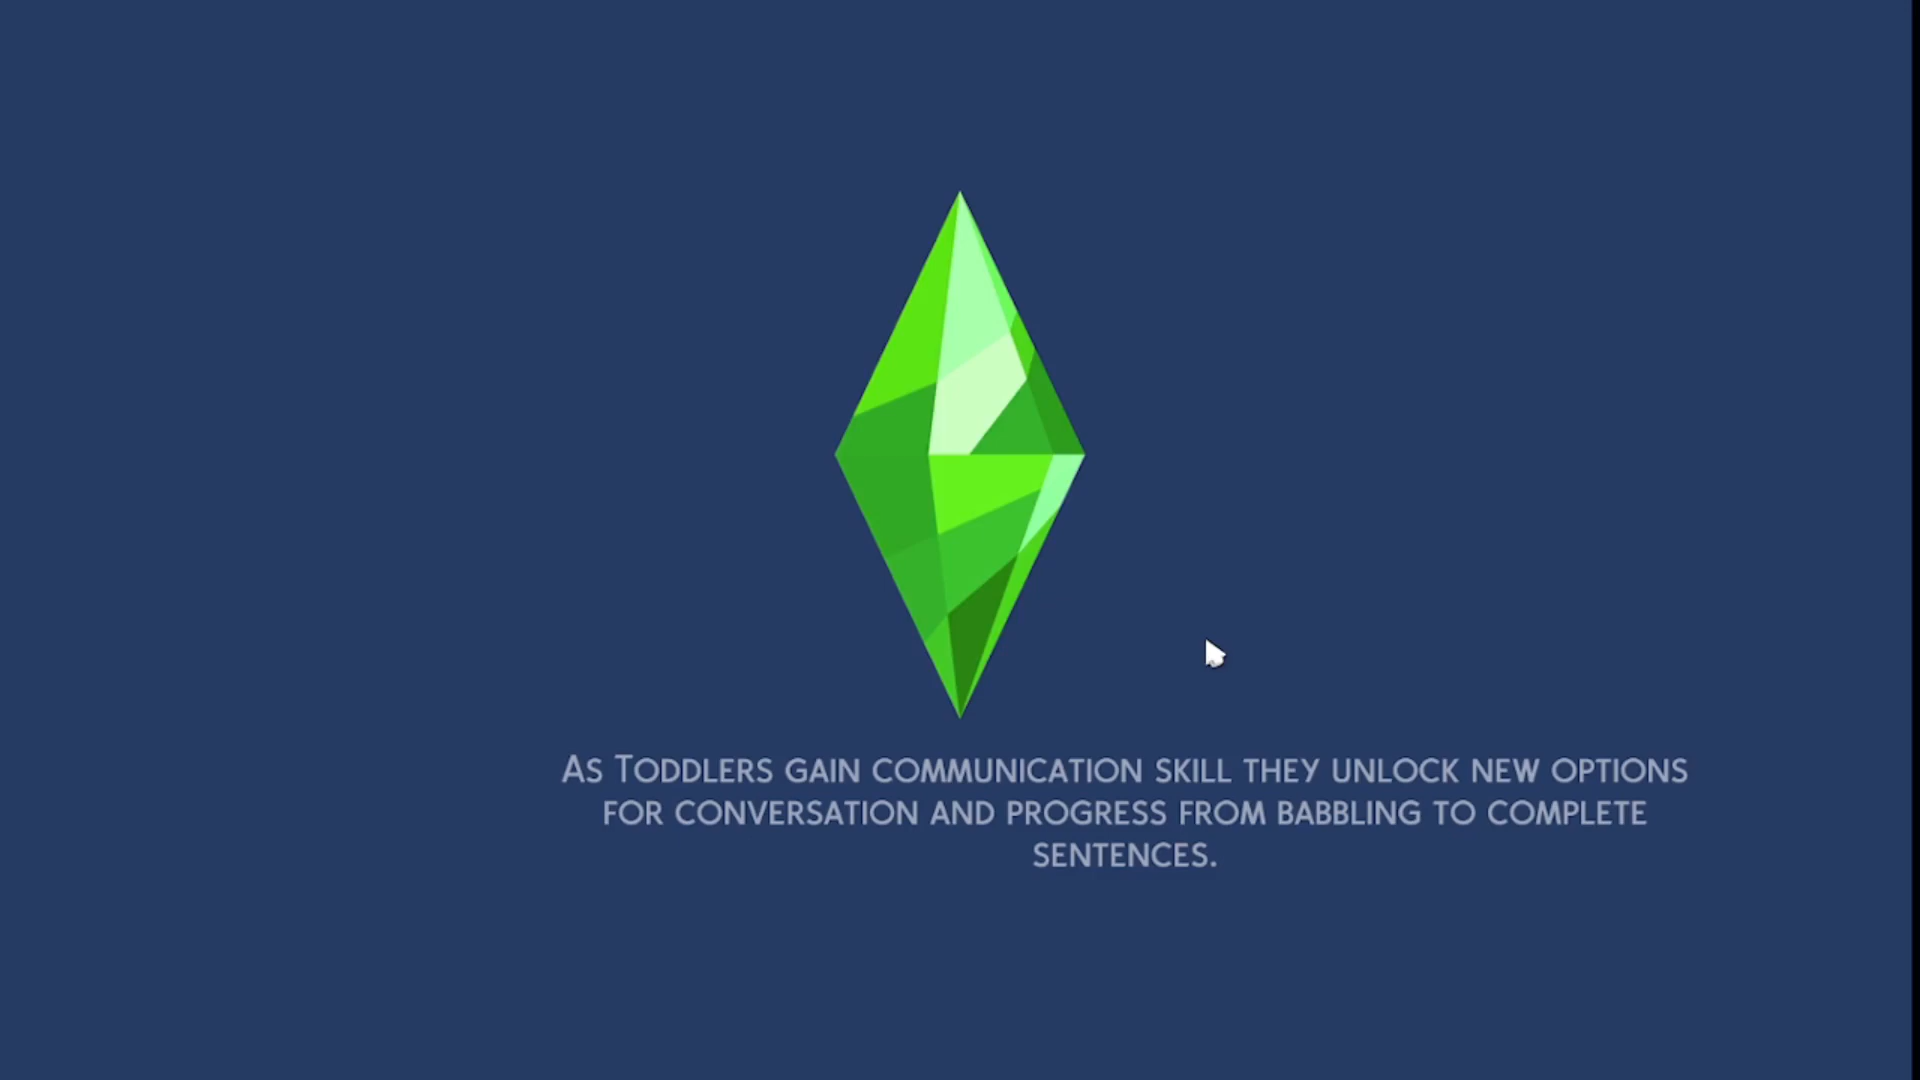 As Toddlers gain communication skill they unlock new options
for conversation and progress from babbling to complete
sentences.